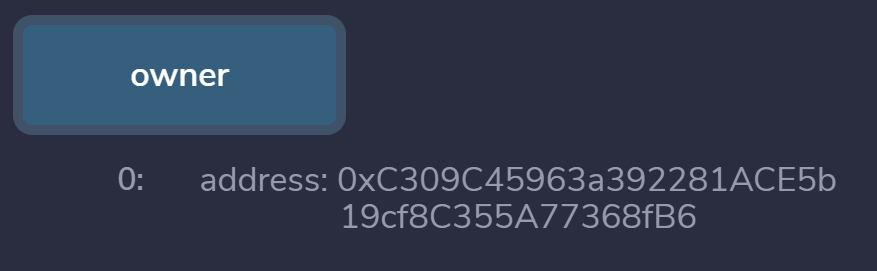 owner
0: address: 0xC309C45963a392281ACE5b
19cf8C355A77368fB6